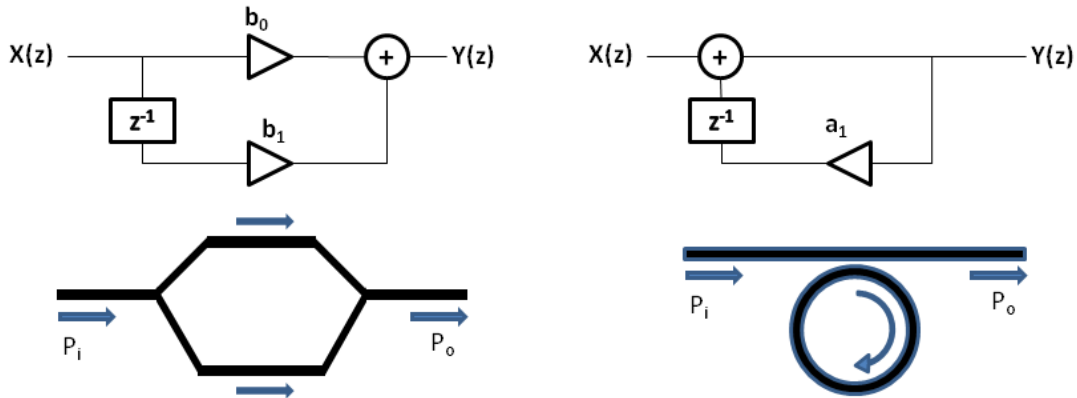 b₀
X(z)
+
Y(z)
z⁻¹
b₁
Pᵢ
Pₒ
X(z)
+
Y(z)
z⁻¹
a₁
Pᵢ
Pₒ